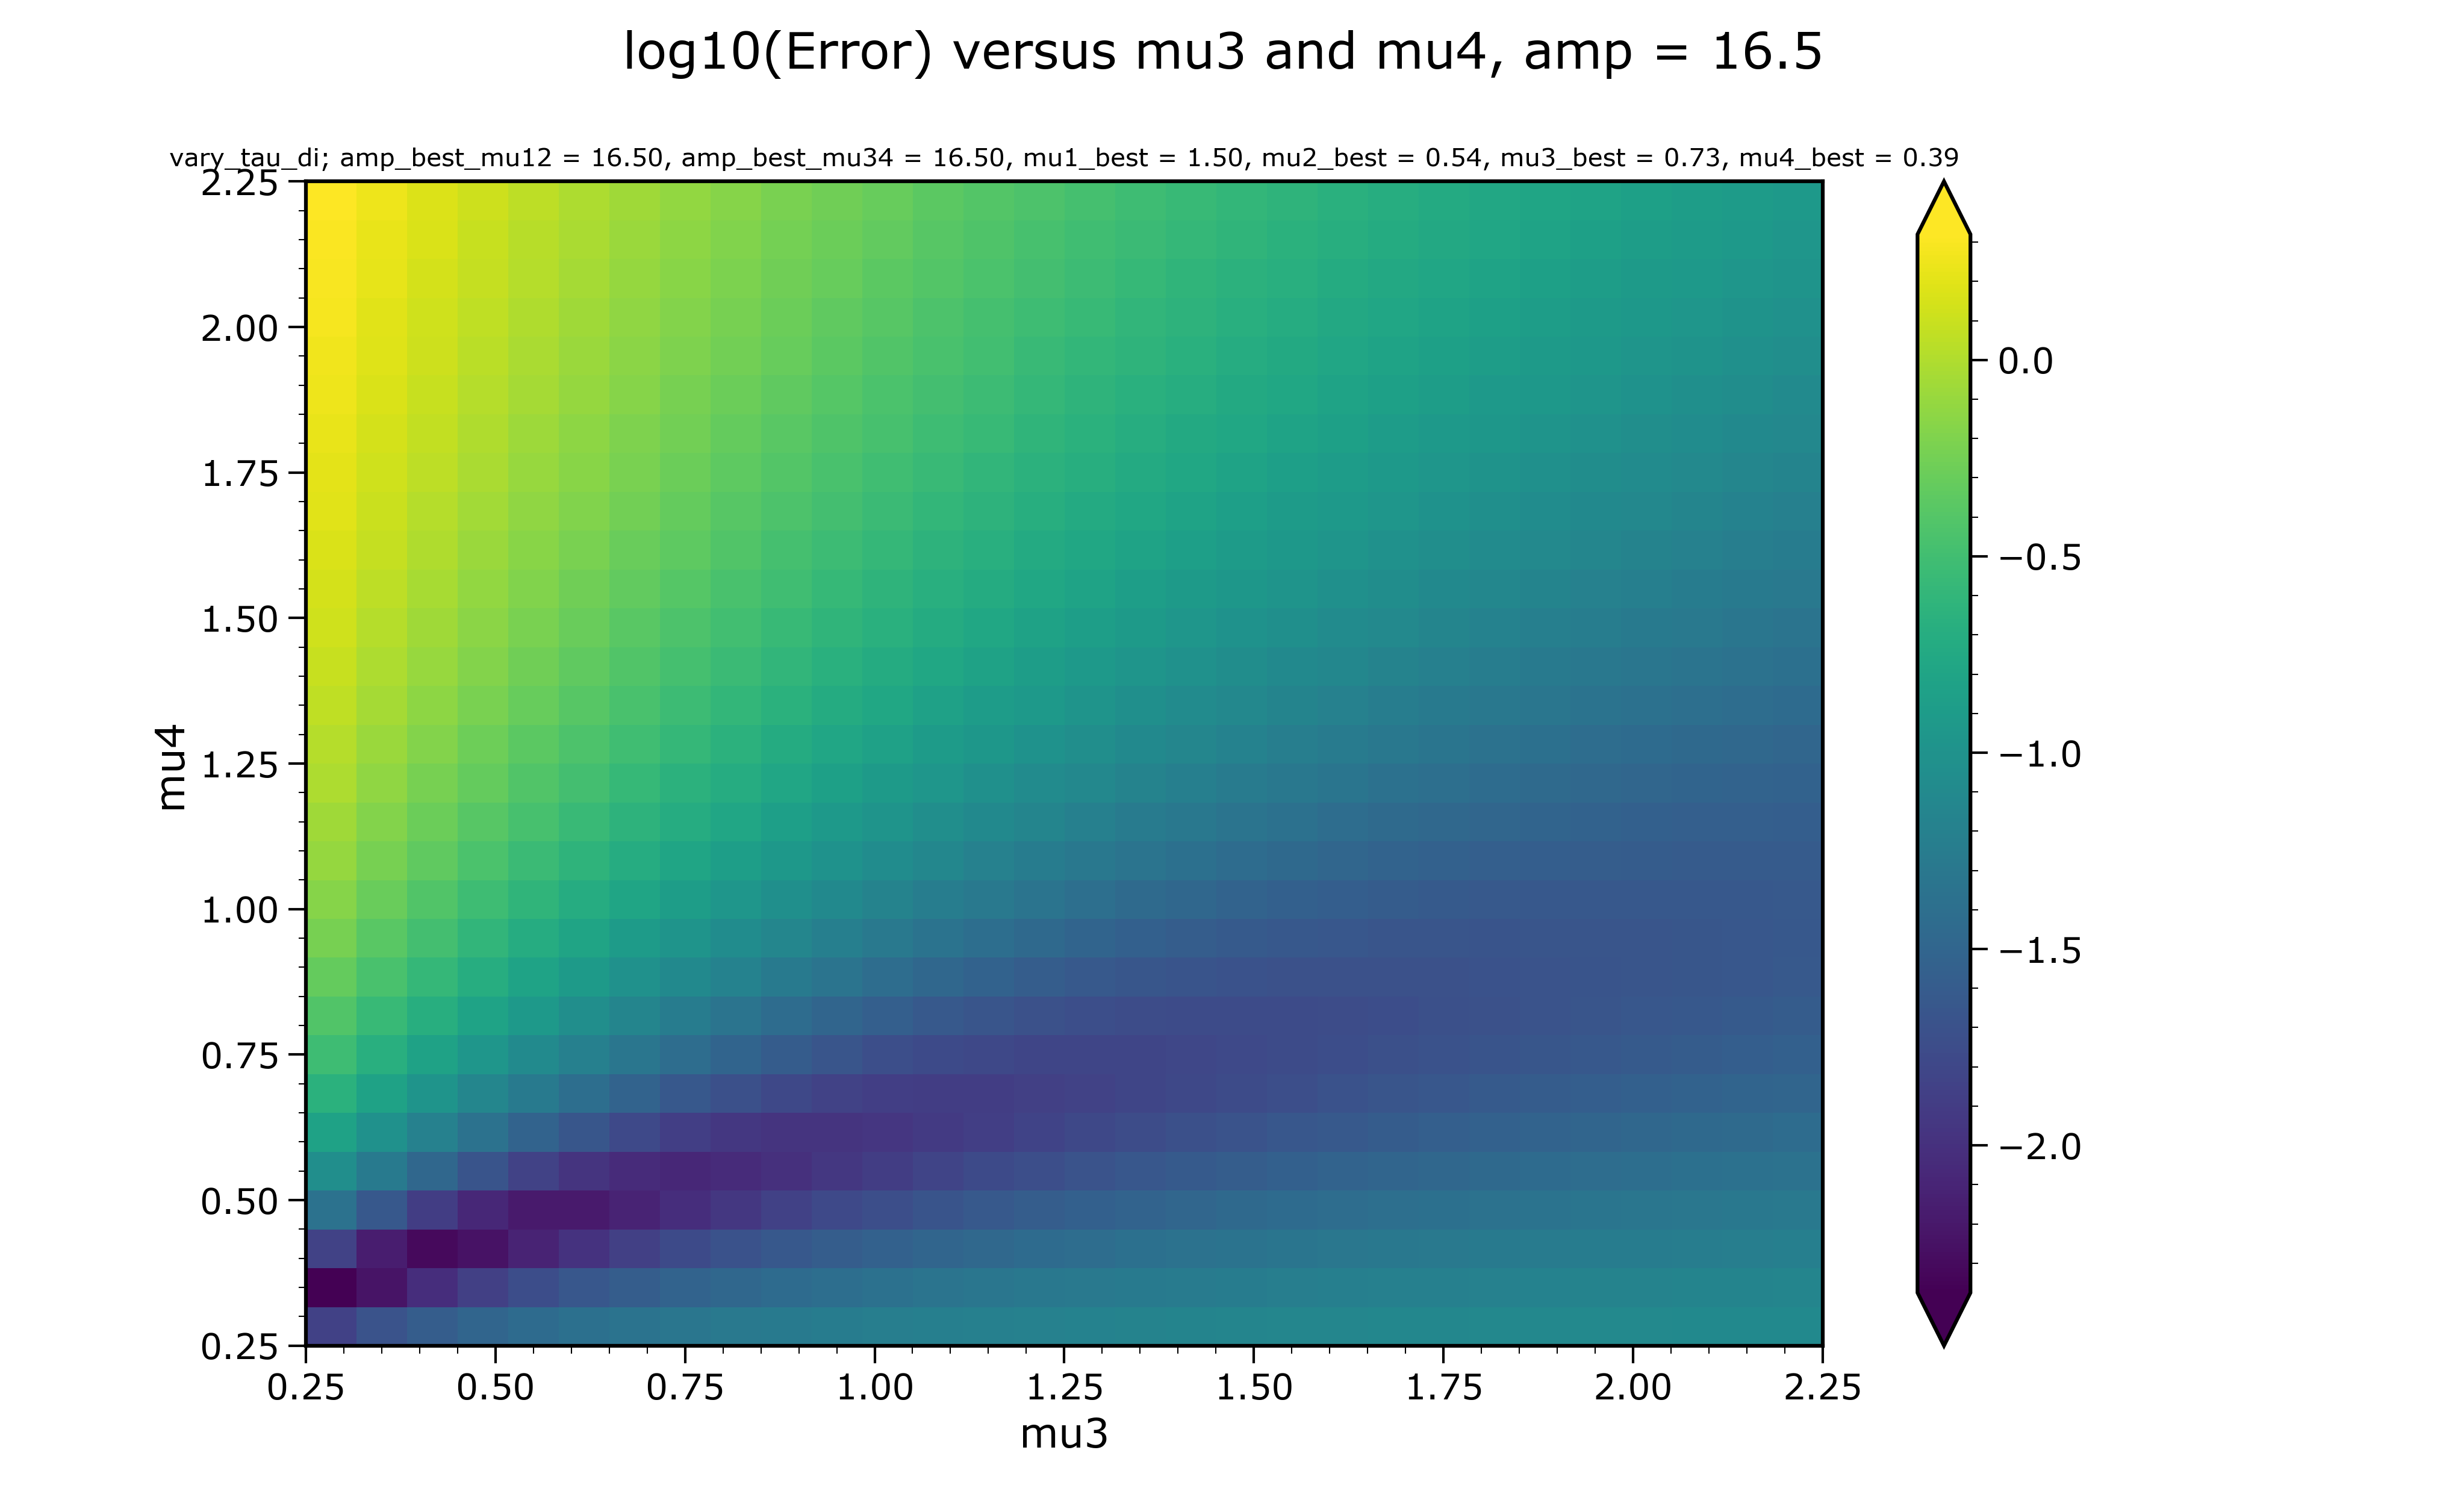 log10(Error) versus mu3 and mu4, amp = 16.5
vary_tau_di; amp_best_mu12 = 16.50, amp_best_mu34 = 16.50, mu1_best = 1.50, mu2_best = 0.54, mu3_best = 0.73, mu4_best = 0.39
2.25
2.00
1.75
1.50
1.25
1.00
0.75
0.50
0.25
mu4
0.25 0.50 0.75 1.00 1.25 1.50 1.75 2.00 2.25
mu3
0.0
−0.5
−1.0
−1.5
−2.0